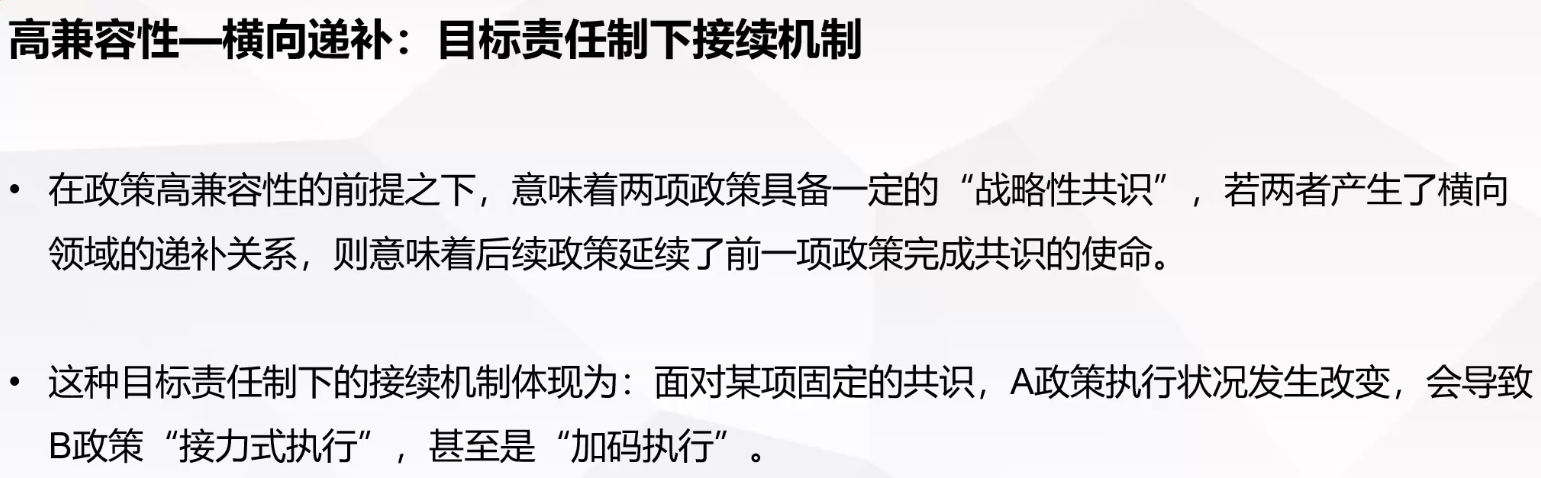 高兼容性—横向递补：目标责任制下接续机制
• 在政策高兼容性的前提之下，意味着两项政策具备一定的“战略性共识”，若两者产生了横向
领域的递补关系，则意味着后续政策延续了前一项政策完成共识的使命。
• 这种目标责任制下的接续机制体现为：面对某项固定的共识，A政策执行状况发生改变，会导致
B政策“接力式执行”，甚至是“加码执行”。